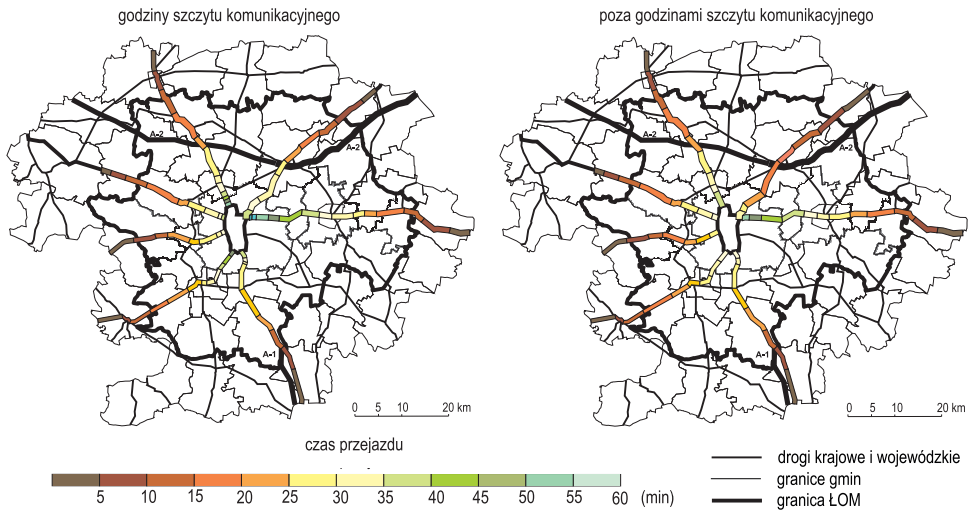 godziny szczytu komunikacyjnego
poza godzinami szczytu komunikacyjnego
A-2
A-2
A-1
A-2
A-2
A-1
0 5 10 20 km
0 5 10 20 km
czas przejazdu
5 10 15 20 25 30 35 40 45 50 55 60 (min)
drogi krajowe i wojewódzkie
granice gmin
granica ŁOM